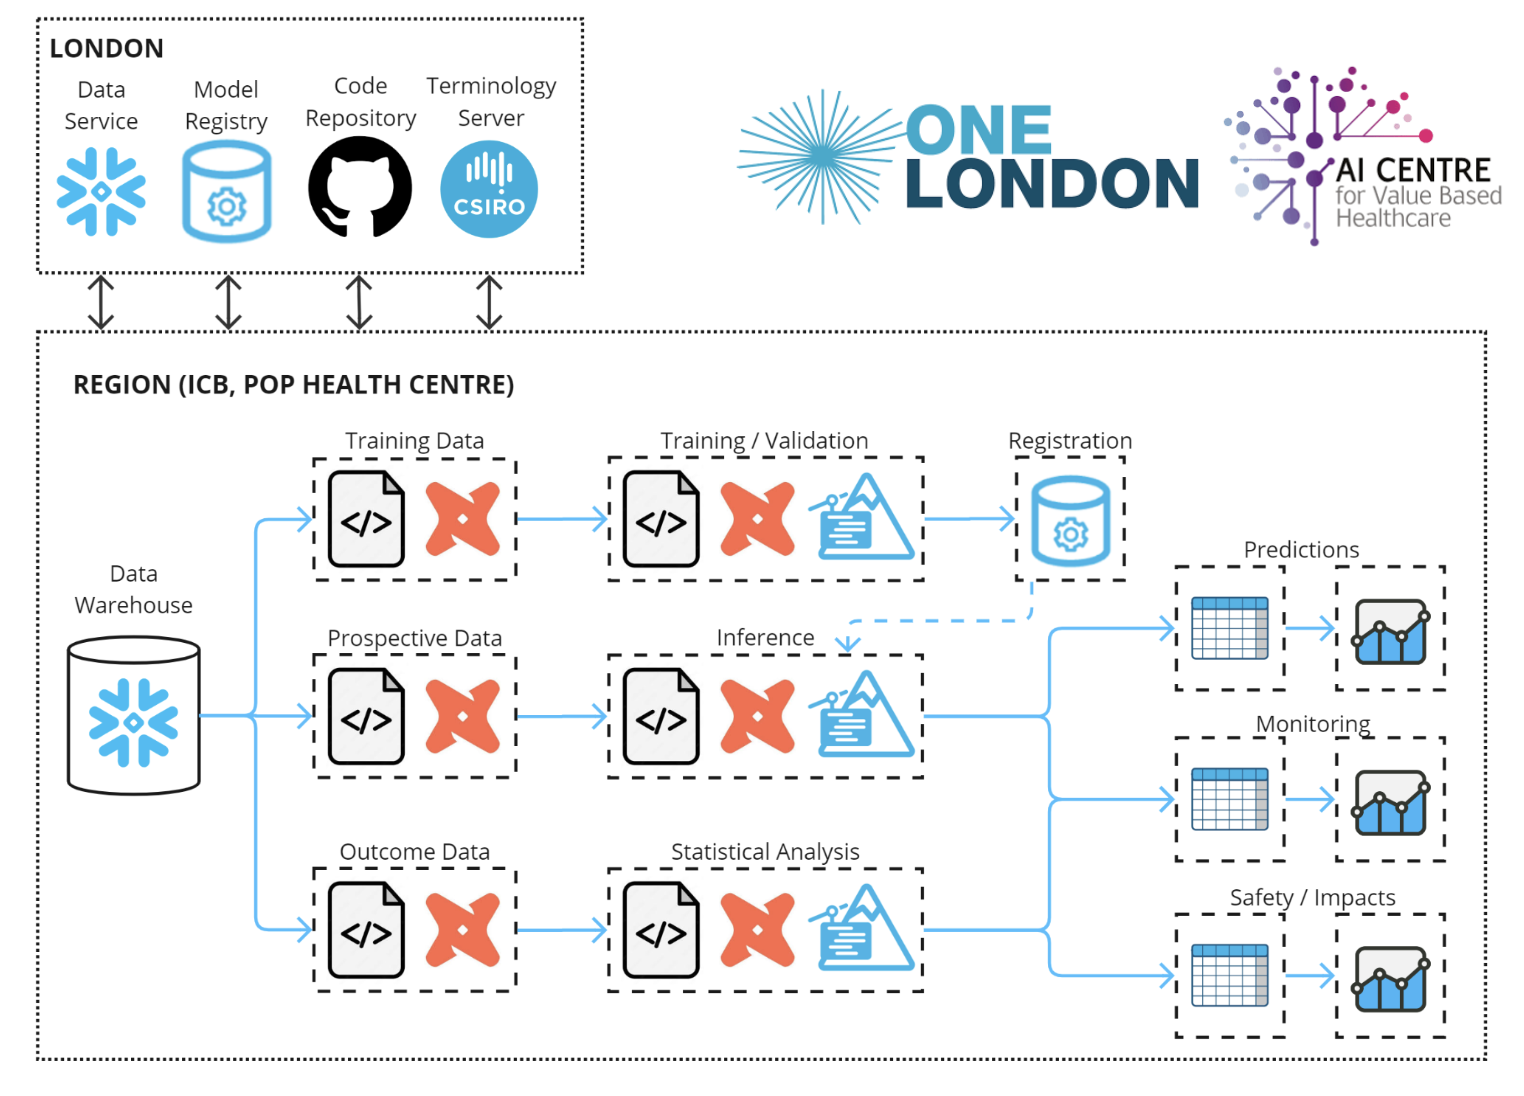 LONDON
Data
Service
Model
Registry
Code
Repository
Terminology
Server
CSIRO
ONE
LONDON
AI CENTRE
for Value Based
Healthcare
REGION (ICB, POP HEALTH CENTRE)
Training Data
Training / Validation
Registration
</>
</>
Data
Warehouse
Predictions
Prospective Data
Inference
</>
</>
Monitoring
Outcome Data
Statistical Analysis
Safety / Impacts
</>
</>